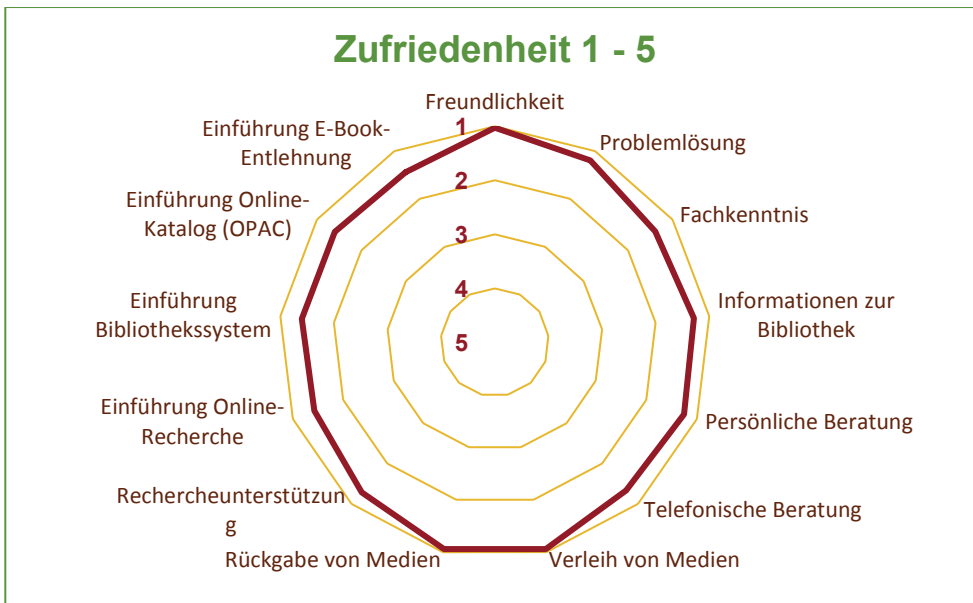 Zufriedenheit 1 - 5
Freundlichkeit
Problemlösung
Fachkenntnis
Informationen zur
Bibliothek
Persönliche Beratung
Telefonische Beratung
Verleih von Medien
Rückgabe von Medien
Rechercheunterstützun
g
Einführung Online-
Recherche
Einführung
Bibliothekssystem
Einführung Online-
Katalog (OPAC)
Einführung E-Book-
Entlehnung
1
2
3
4
5